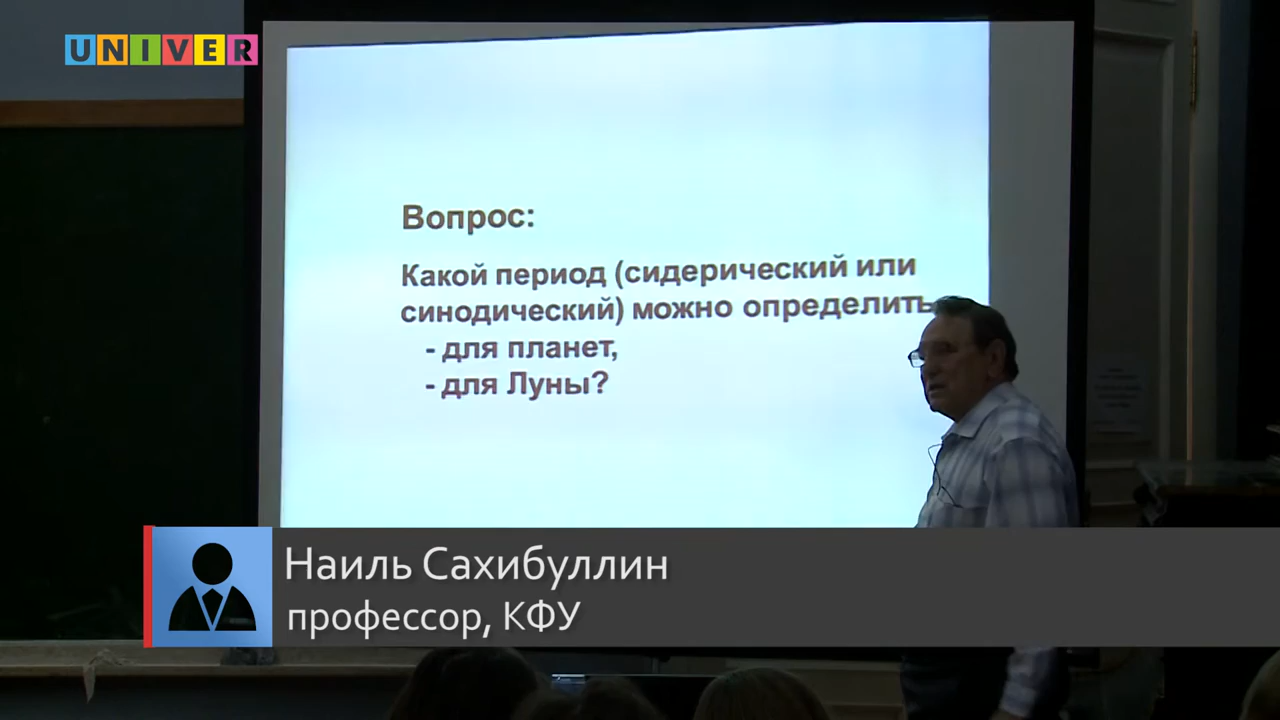 UNIVER
Вопрос:
Какой период (сидерический или
синодический) можно определить
- для планет,
- для Луны?
Наиль Сахибуллин
профессор, КФУ